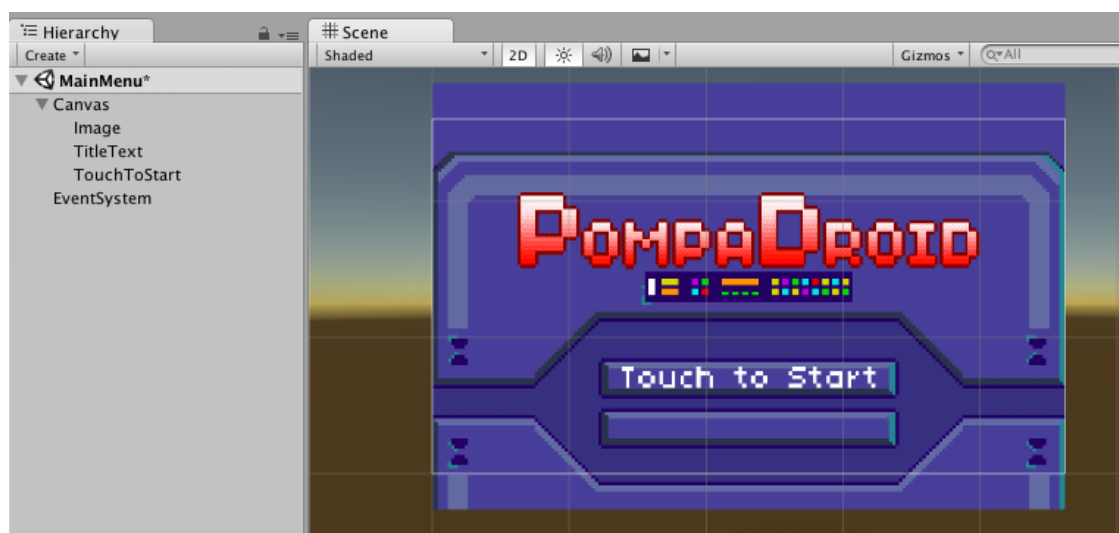 Hierarchy
Create
MainMenu*
Canvas
Image
TitleText
TouchToStart
EventSystem
# Scene
Shaded
2D
Gizmos
All
PompaDroid
Touch to Start